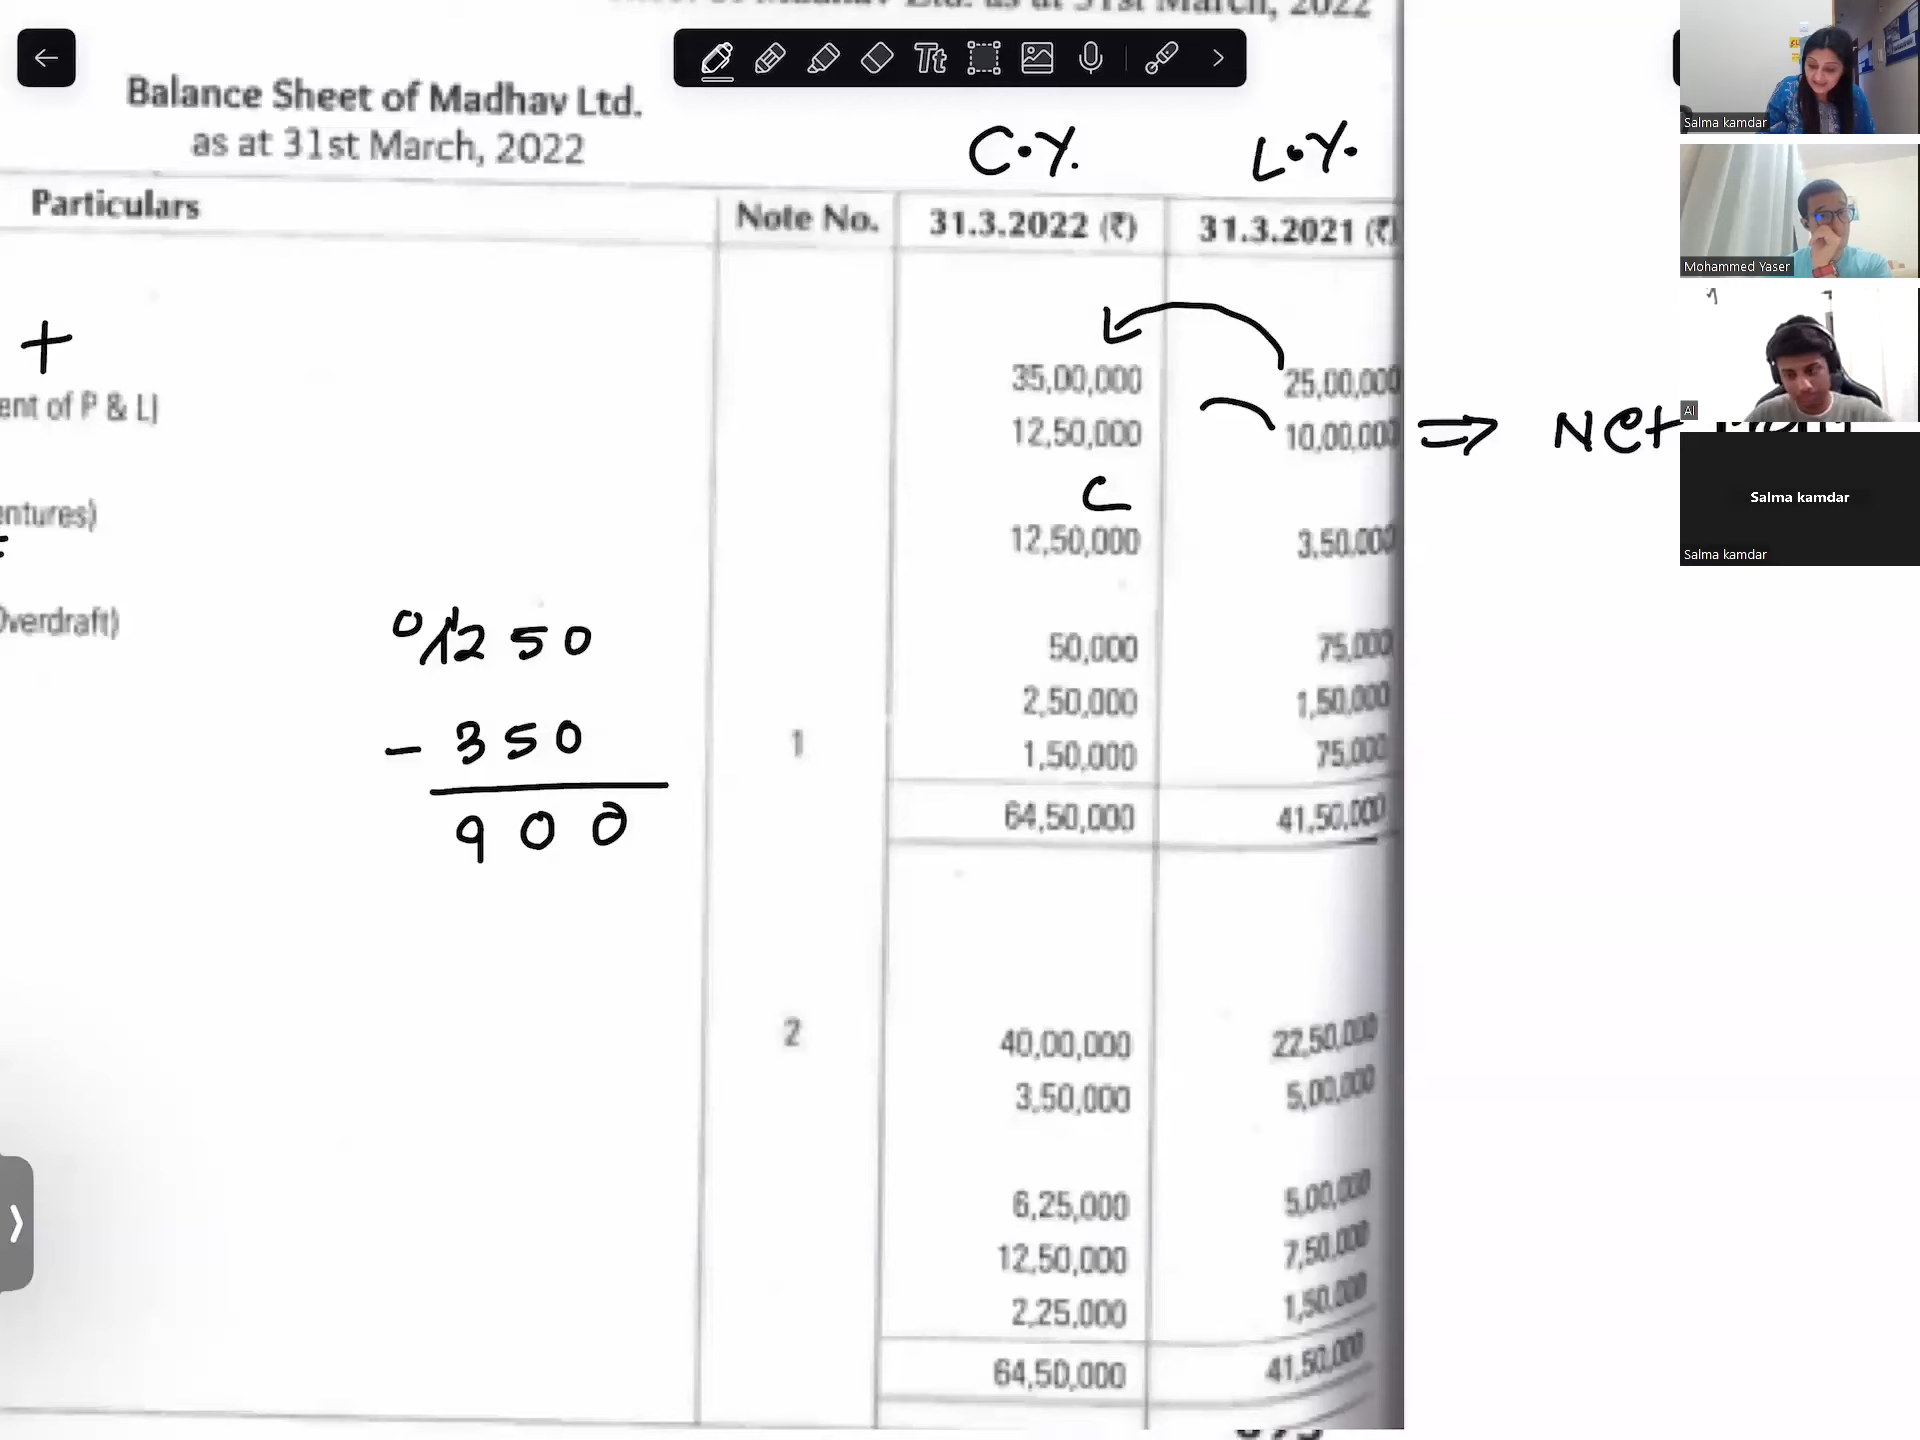 Balance Sheet of Madhav Ltd.
as at 31st March, 2022
C.Y. L.Y.
Particulars Note No. 31.3.2022 (₹) 31.3.2021 (₹)
+
35,00,000 25,00,000
ent of P & L) 12,50,000 10,00,000 ⇒ Net
C
entures) 12,50,000 3,50,000
Overdraft) 50,000 75,000
2,50,000 1,50,000
1 1,50,000 75,000
64,50,000 41,50,000
0 1 1250
- 350
900
2 40,00,000 22,50,000
3,50,000 5,00,000
6,25,000 5,00,000
12,50,000 7,50,000
2,25,000 1,50,000
64,50,000 41,50,000
Tt
Salma kamdar
Mohammed Yaser
Al
Salma kamdar
Salma kamdar